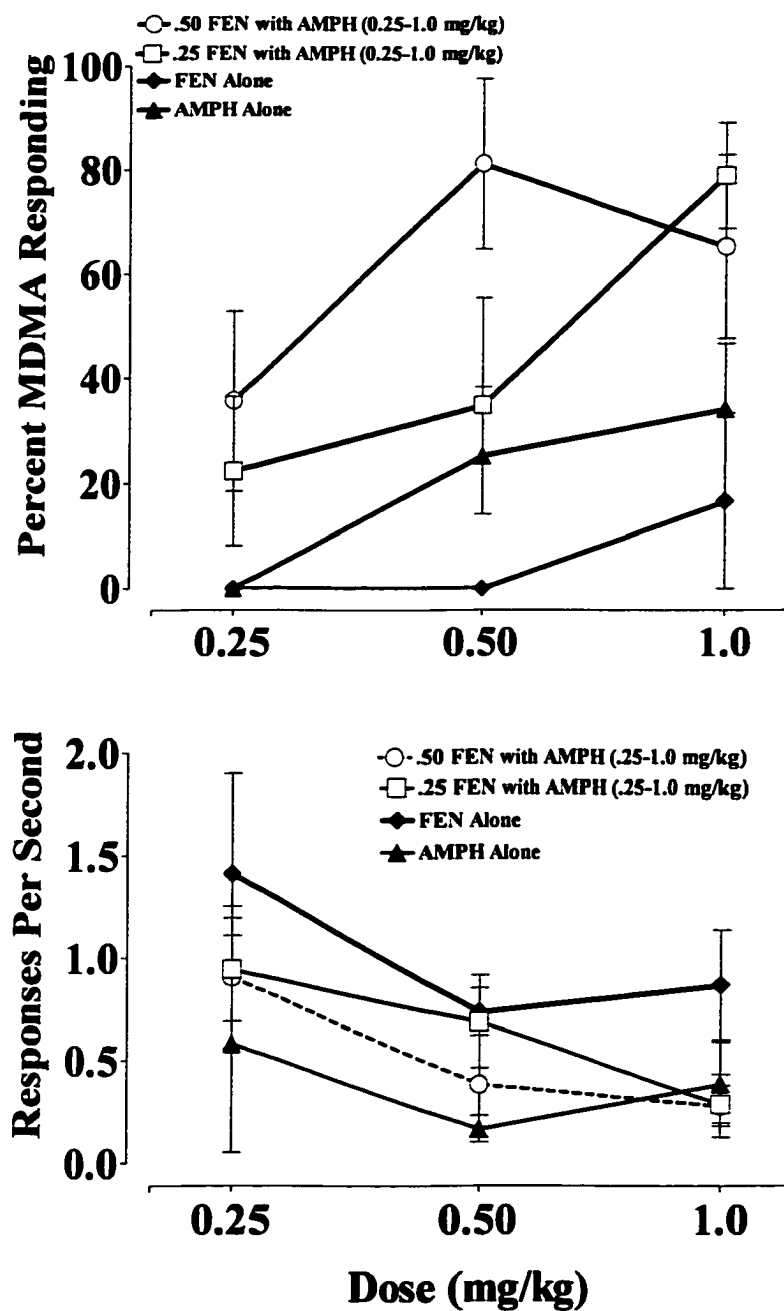 .50 FEN with AMPH (0.25-1.0 mg/kg)
.25 FEN with AMPH (0.25-1.0 mg/kg)
FEN Alone
AMPH Alone
Percent MDMA Responding
100
80
60
40
20
0
0.25 0.50 1.0
.50 FEN with AMPH (.25-1.0 mg/kg)
.25 FEN with AMPH (.25-1.0 mg/kg)
FEN Alone
AMPH Alone
Responses Per Second
2.0
1.5
1.0
0.5
0.0
0.25 0.50 1.0
Dose (mg/kg)